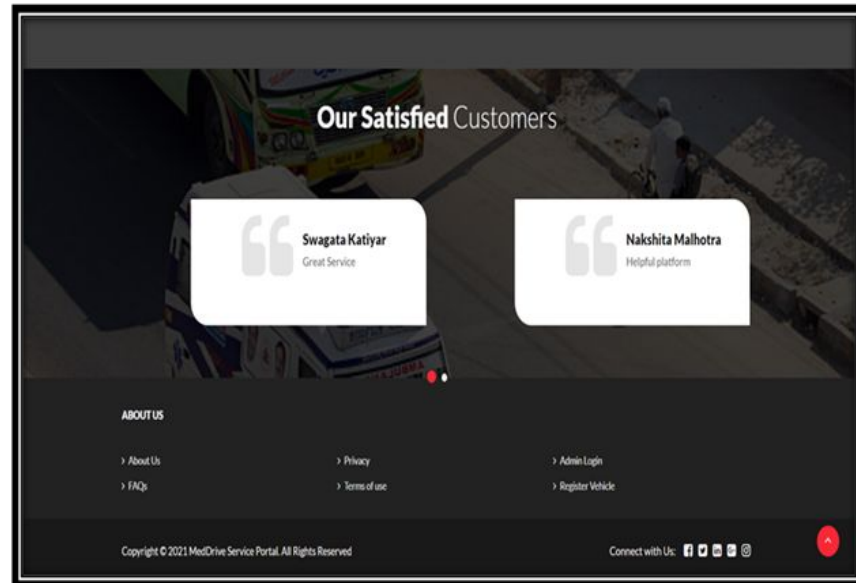 Our Satisfied Customers
Swagata Katiyar
Great Service
Nakshita Malhotra
Helpful platform
ABOUT US
› About Us
› Privacy
› Admin Login
› FAQs
› Terms of use
› Register Vehicle
Copyright © 2021 MedDrive Service Portal. All Rights Reserved
Connect with Us: